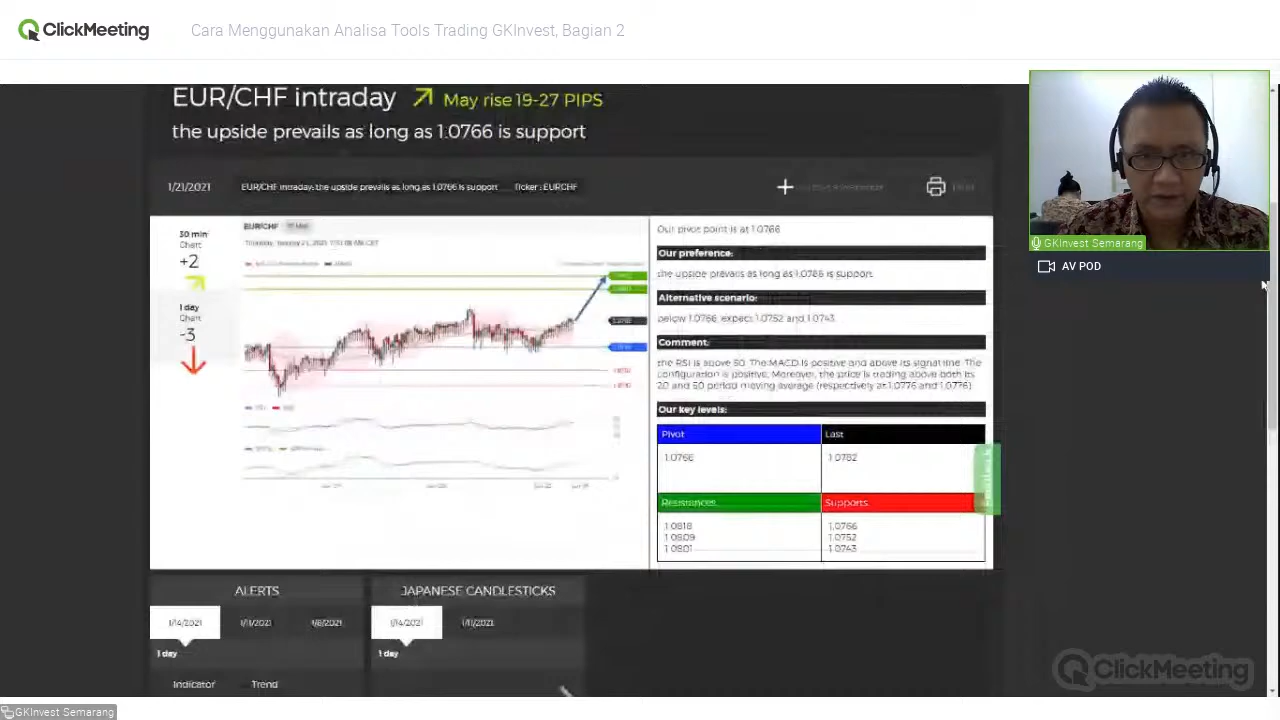 ClickMeeting
Cara Menggunakan Analisa Tools Trading GKInvest, Bagian 2
EUR/CHF intraday May rise 19-27 PIPS
the upside prevails as long as 1.0766 is support
1/21/2021
EUR/CHF intraday: the upside prevails as long as 1.0766 is support
Ticker : EURCHF
30 min
Chart
+2
1 day
Chart
-3
EUR/CHF
Our pivot point is at 1.0766
Our preference:
the upside prevails as long as 1.0766 is support
Alternative scenario:
below 1.0766, expect 1.0752 and 1.0743
Comment:
the RSI is above 50. The MACD is positive and above its signal line. The
configuration is positive. Moreover, the price is trading above both its
20 and 50 period moving average (respectively at 1.0776 and 1.0776)
Our key levels:
Pivot
Last
1.0766
1.0782
Resistances
Supports
1.0818
1.0809
1.0801
1.0766
1.0752
1.0743
ALERTS
1/14/2021
1/11/2021
1/8/2021
1 day
Indicator
Trend
JAPANESE CANDLESTICKS
1/14/2021
1/11/2021
1 day
GKInvest Semarang
AV POD
ClickMeeting
GKInvest Semarang